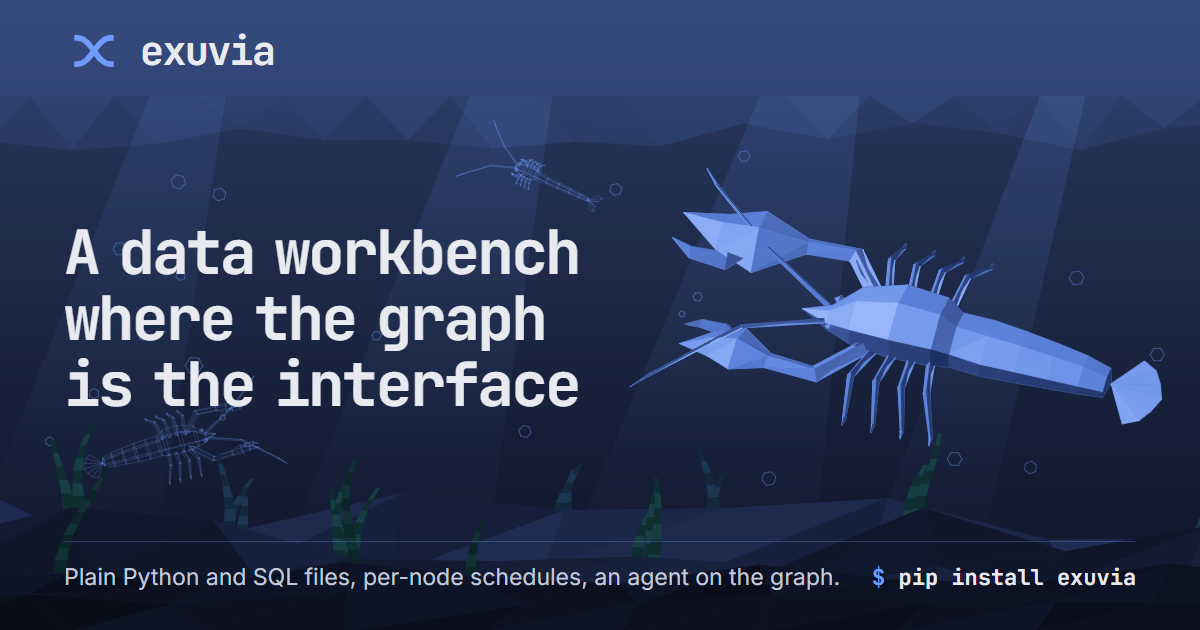 exuvia
A data workbench
where the graph
is the interface
Plain Python and SQL files, per-node schedules, an agent on the graph.
$ pip install exuvia